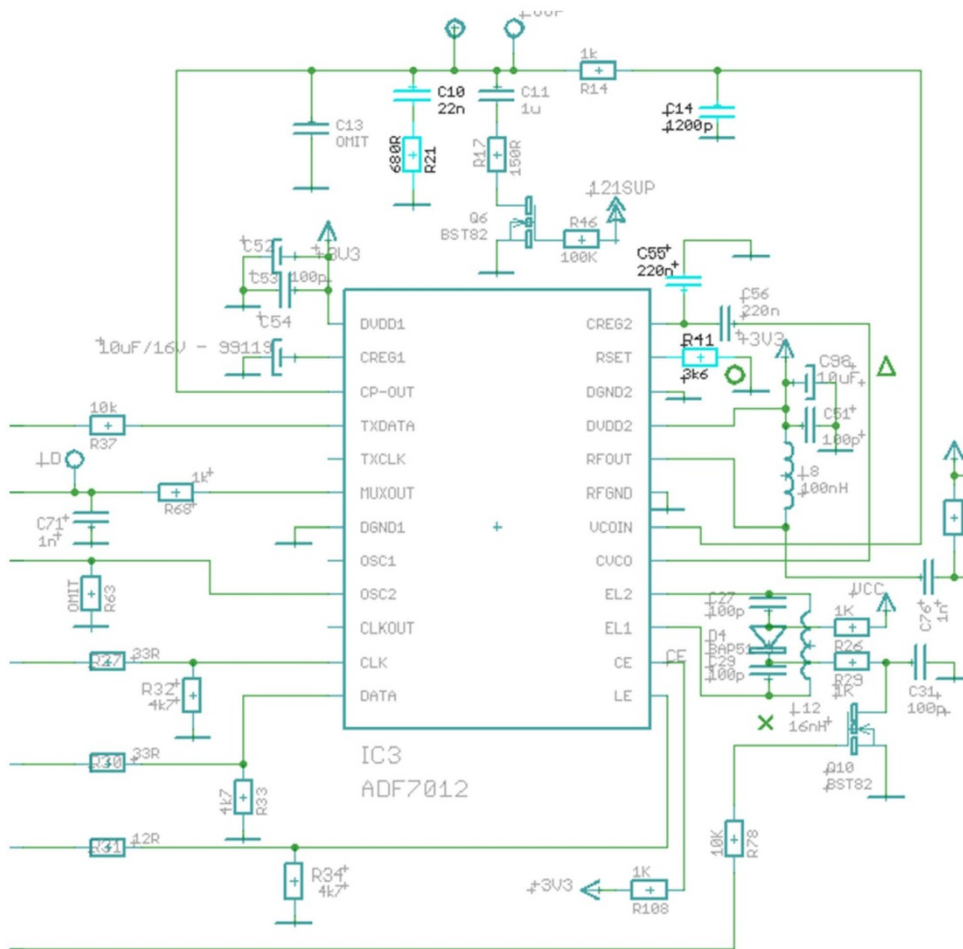 1k
R14
C10
22n
C11
1u
C14
1200p
C13
OMIT
680R
R21
R17
150R
121SUP
Q6
BST82
R46
100K
C52
+3V3
C53
100p
C54
C55
220n
C56
220n
+3V3
10uF/16V - 99119
R41
3k6
C98
10uF
C51
100p
DVDD1
CREG1
CP-OUT
TXDATA
TXCLK
MUXOUT
DGND1
OSC1
OSC2
CLKOUT
CLK
DATA
CREG2
RSET
DGND2
DVDD2
RFOUT
RFGND
VCOIN
CVCO
EL2
EL1
CE
LE
10k
R37
LD
1k
R68
C71
1n
OMIT
R63
L8
100nH
C76
1n
C27
100p
D4
BAP51
C29
100p
VCC
1K
R26
R29
1K
CE
L12
16nH
C31
100p
Q10
BST82
R27
33R
R32
4k7
R30
33R
4k7
R33
R31
12R
R34
4k7
IC3
ADF7012
+3V3
1K
R108
10K
R78